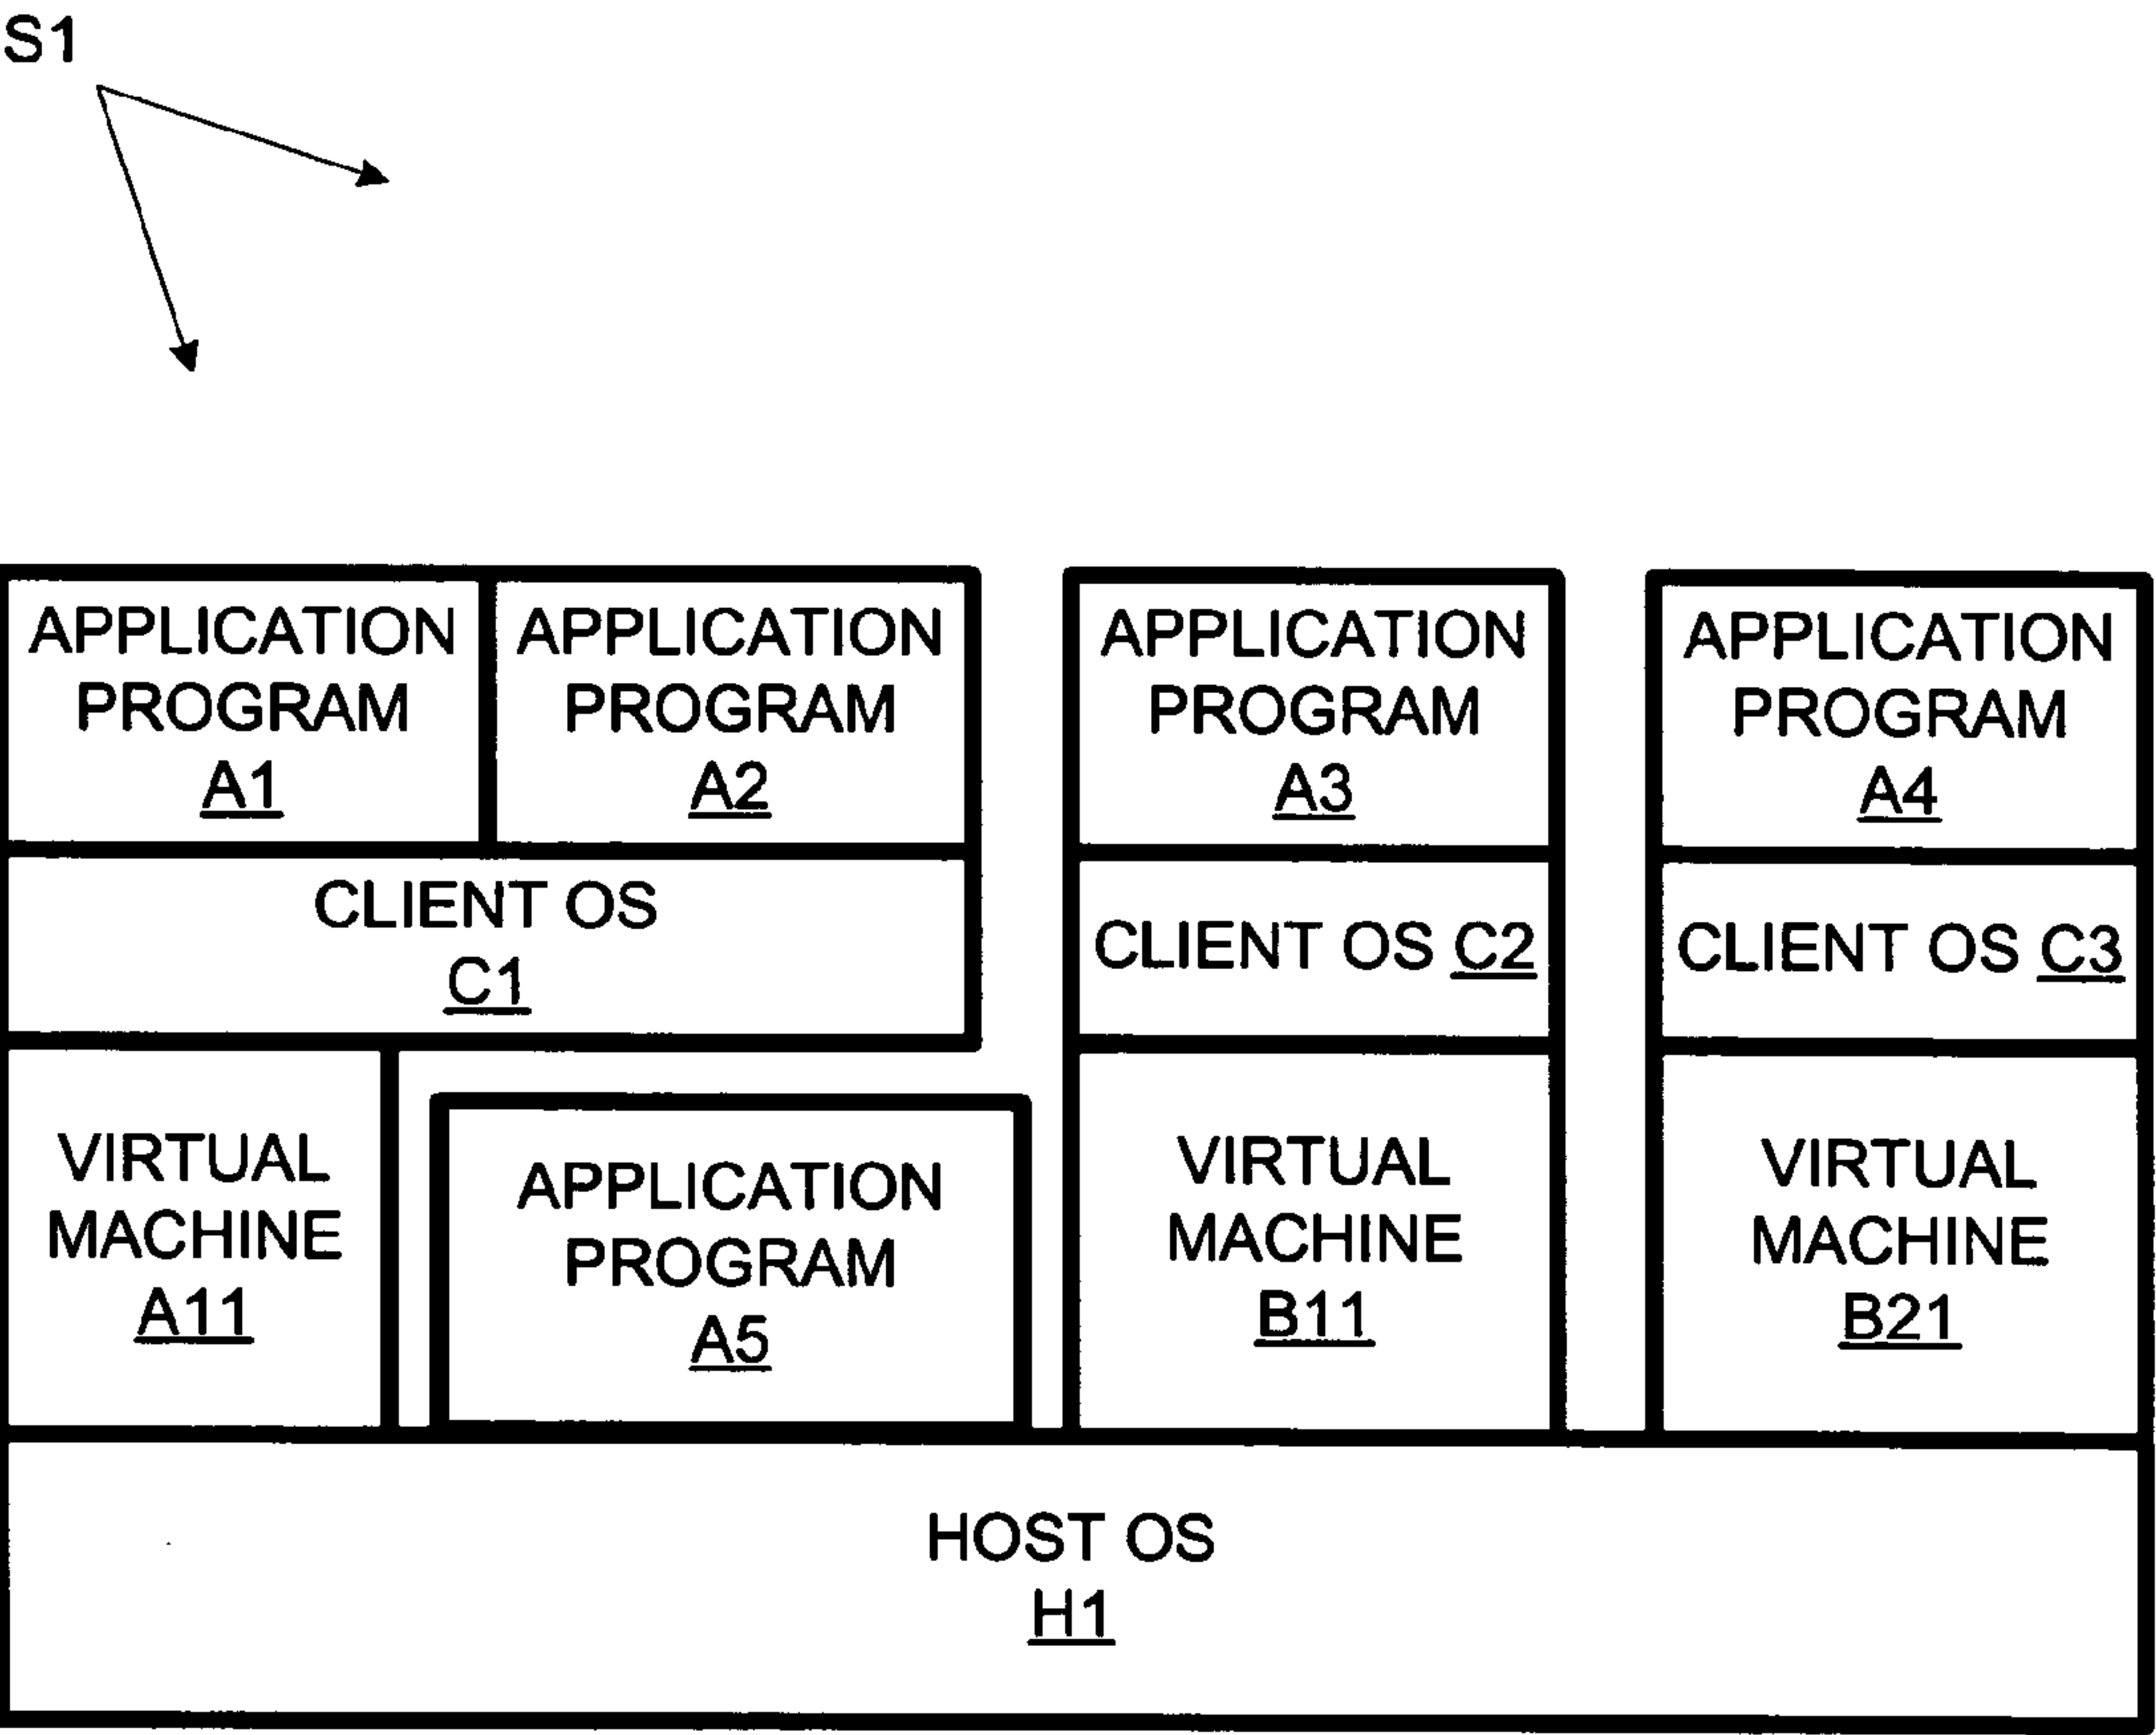 S1
APPLICATION
PROGRAM
A1
APPLICATION
PROGRAM
A2
APPLICATION
PROGRAM
A3
APPLICATION
PROGRAM
A4
CLIENT OS
C1
CLIENT OS C2
CLIENT OS C3
VIRTUAL
MACHINE
A11
APPLICATION
PROGRAM
A5
VIRTUAL
MACHINE
B11
VIRTUAL
MACHINE
B21
HOST OS
H1